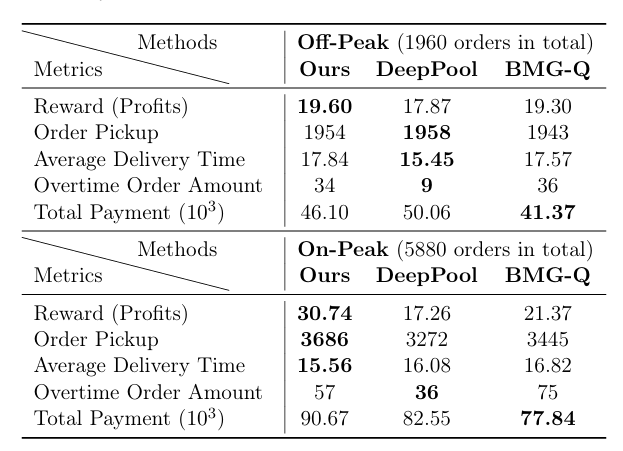 Methods Off-Peak (1960 orders in total)
Metrics Ours DeepPool BMG-Q
Reward (Profits) 19.60 17.87 19.30
Order Pickup 1954 1958 1943
Average Delivery Time 17.84 15.45 17.57
Overtime Order Amount 34 9 36
Total Payment (10³) 46.10 50.06 41.37
Methods On-Peak (5880 orders in total)
Metrics Ours DeepPool BMG-Q
Reward (Profits) 30.74 17.26 21.37
Order Pickup 3686 3272 3445
Average Delivery Time 15.56 16.08 16.82
Overtime Order Amount 57 36 75
Total Payment (10³) 90.67 82.55 77.84